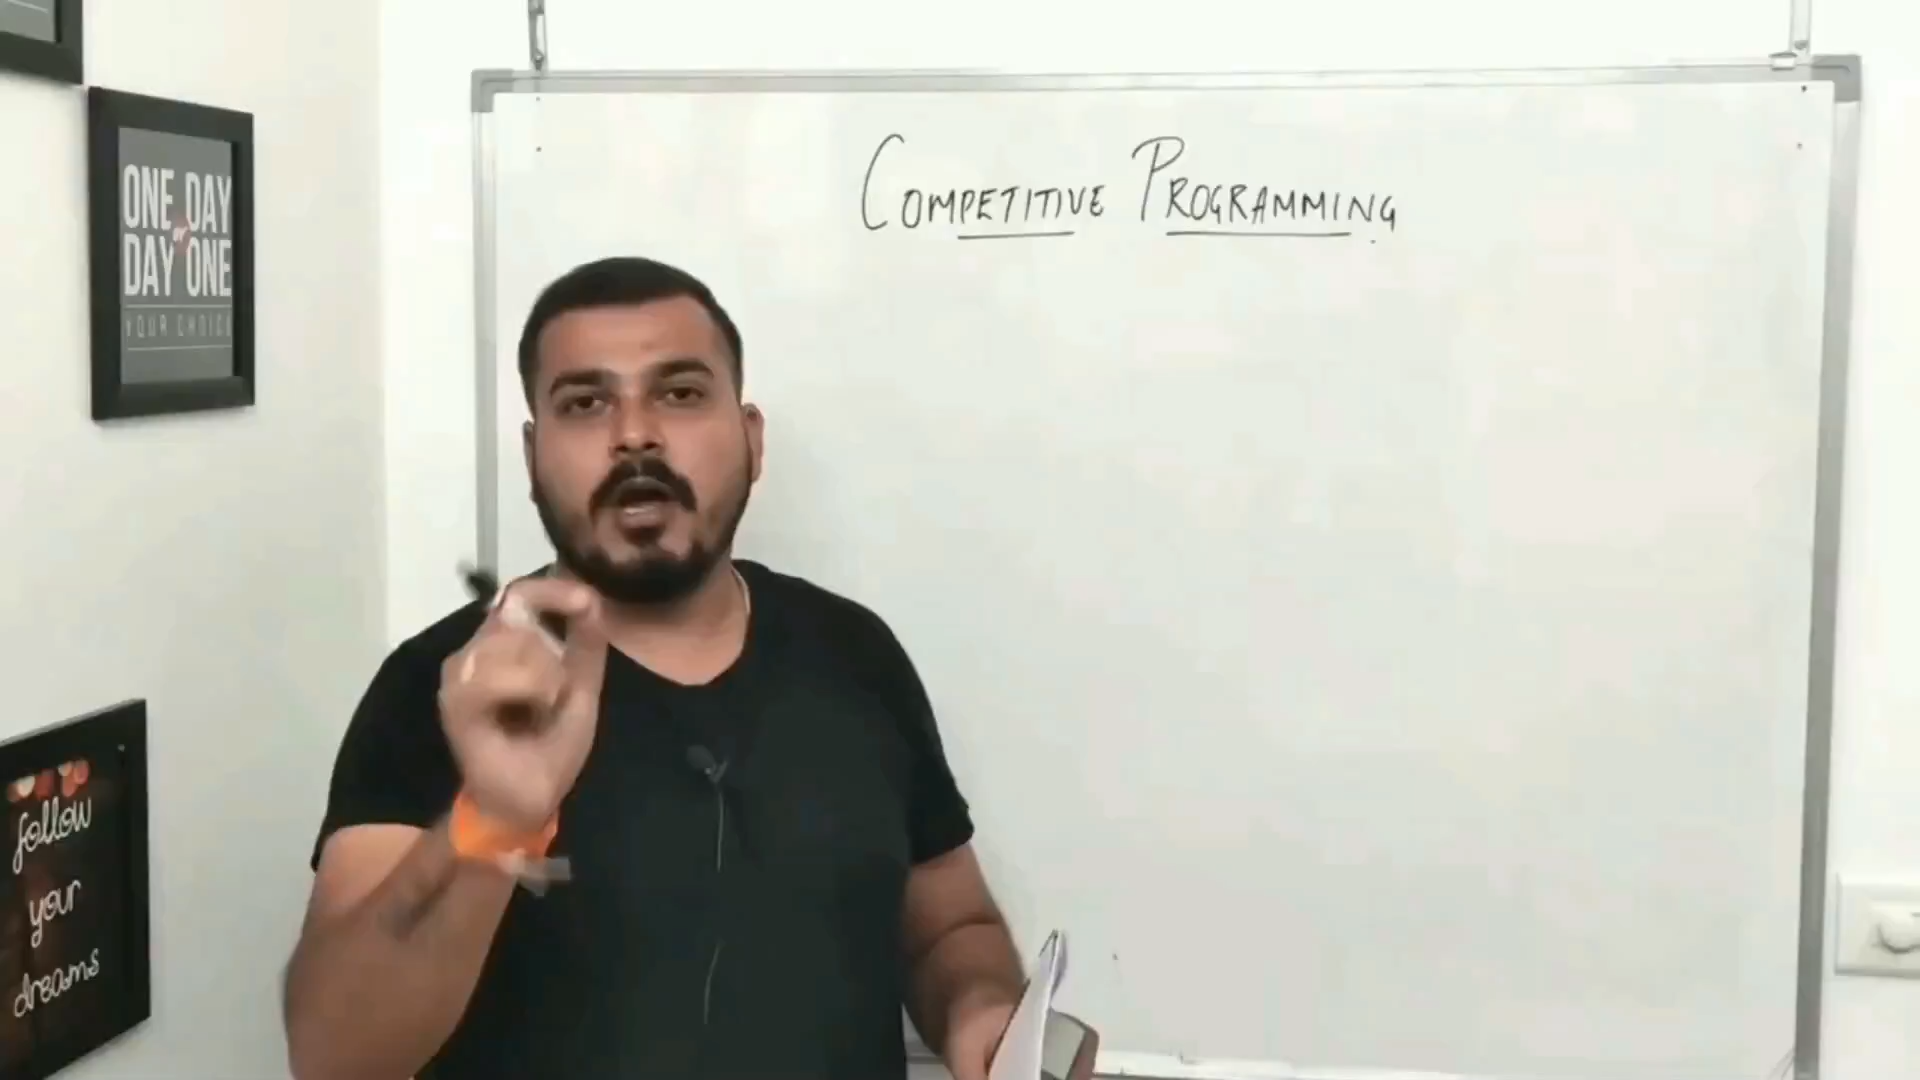 COMPETITIVE PROGRAMMING
ONE DAY
or
DAY ONE
YOUR CHOICE
follow
your
dreams